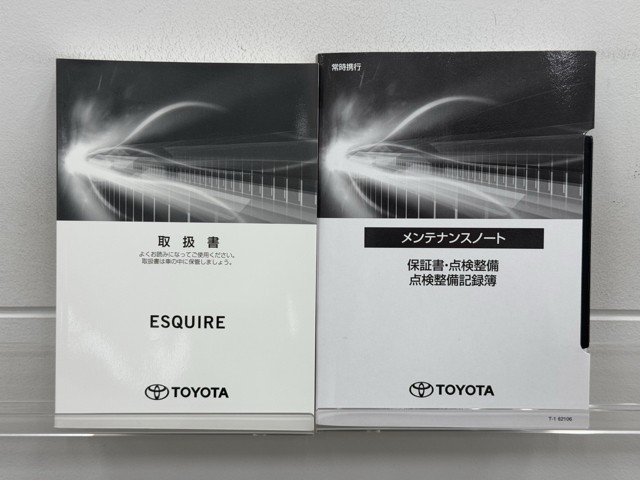 取扱書
よくお読みになってご使用ください。
取扱書は車の中に保管しましょう。
ESQUIRE
TOYOTA
常時携行
メンテナンスノート
保証書・点検整備
点検整備記録簿
TOYOTA
T-1 62106